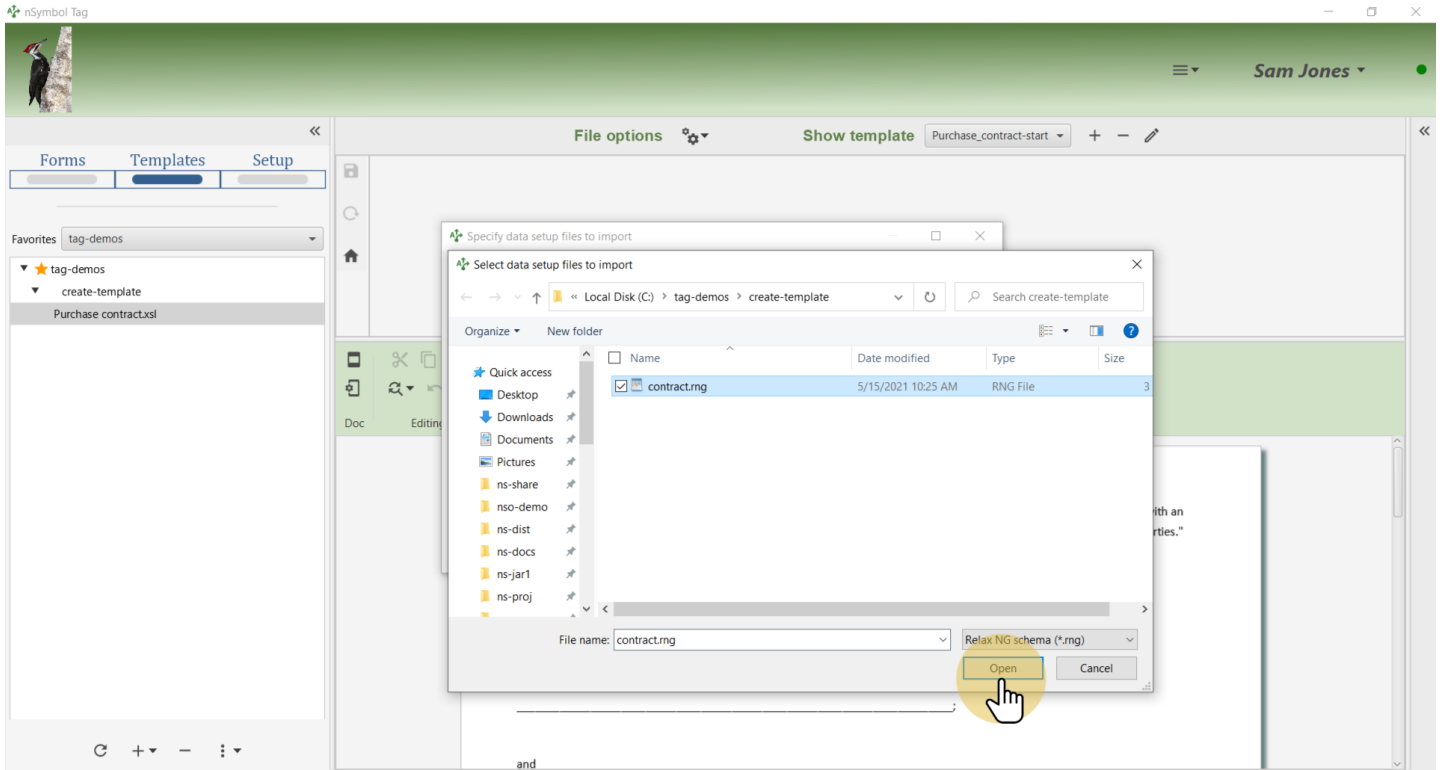 nSymbol Tag
Sam Jones
File options
Show template Purchase_contract-start
Forms Templates Setup
Favorites tag-demos
tag-demos
create-template
Purchase contract.xsl
Doc
Editing
Specify data setup files to import
Select data setup files to import
« Local Disk (C:) > tag-demos > create-template
Search create-template
Organize New folder
Name Date modified Type Size
contract.rng 5/15/2021 10:25 AM RNG File 3
Quick access
Desktop
Downloads
Documents
Pictures
ns-share
nso-demo
ns-dist
ns-docs
ns-jar1
ns-proj
File name: contract.rng Relax NG schema (*.rng)
Open Cancel
with an
rties."
;
and